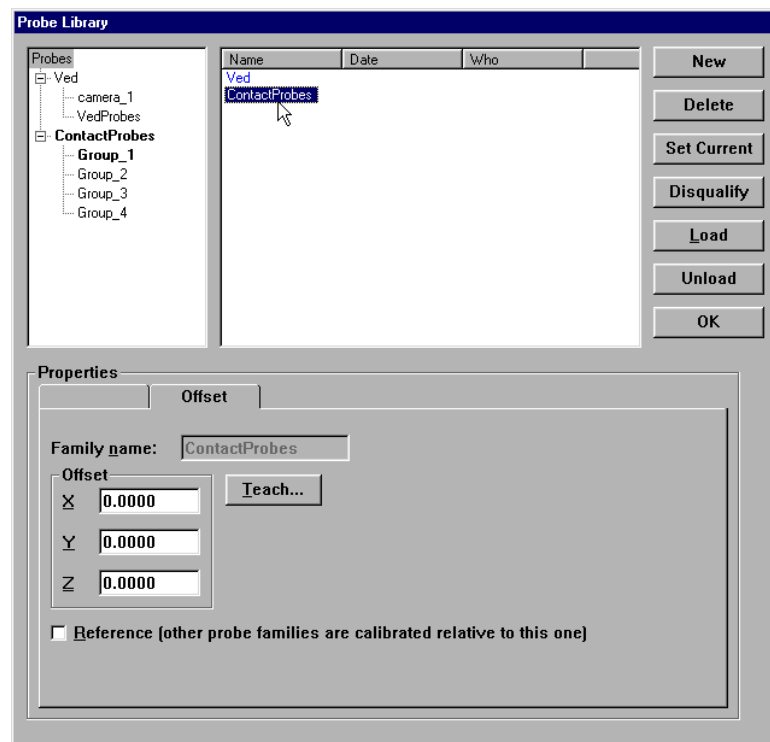 Probe Library
Probes
Ved
camera_1
VedProbes
ContactProbes
Group_1
Group_2
Group_3
Group_4
Name Date Who
Ved
ContactProbes
New
Delete
Set Current
Disqualify
Load
Unload
OK
Properties
Offset
Family name: ContactProbes
Offset
X 0.0000
Y 0.0000
Z 0.0000
Teach...
Reference (other probe families are calibrated relative to this one)